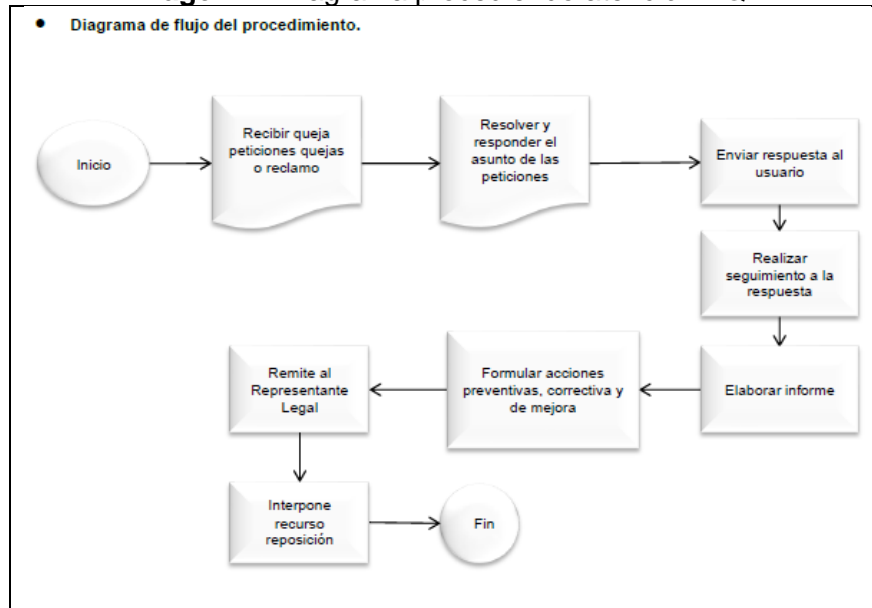 Diagrama de flujo del procedimiento.
Inicio
Recibir queja
peticiones quejas
o reclamo
Resolver y
responder el
asunto de las
peticiones
Enviar respuesta al
usuario
Realizar
seguimiento a la
respuesta
Elaborar informe
Formular acciones
preventivas, correctiva y
de mejora
Remite al
Representante
Legal
Interpone
recurso
reposición
Fin